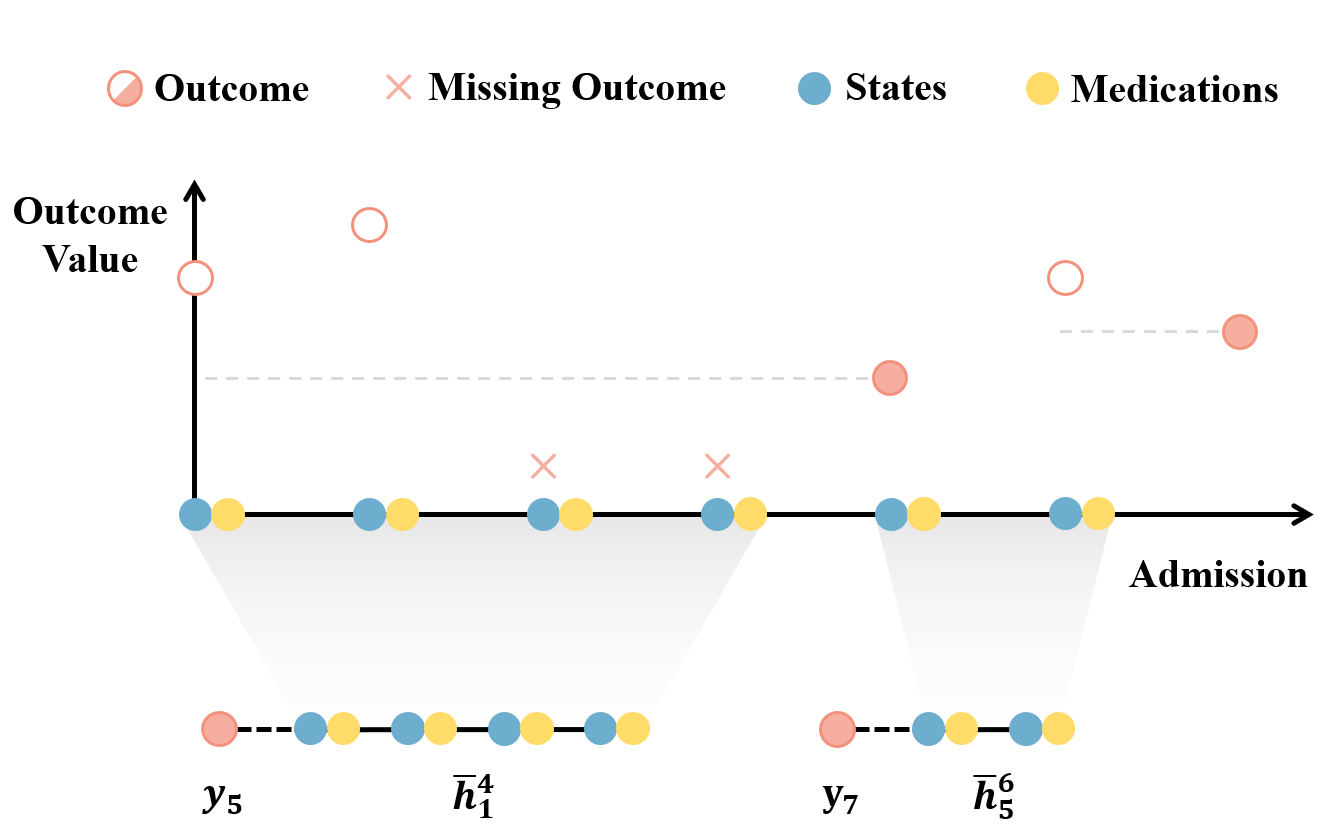 Outcome
Missing Outcome
States
Medications
Outcome
Value
Admission
y₅
h̅₁⁴
y₇
h̅₅⁶